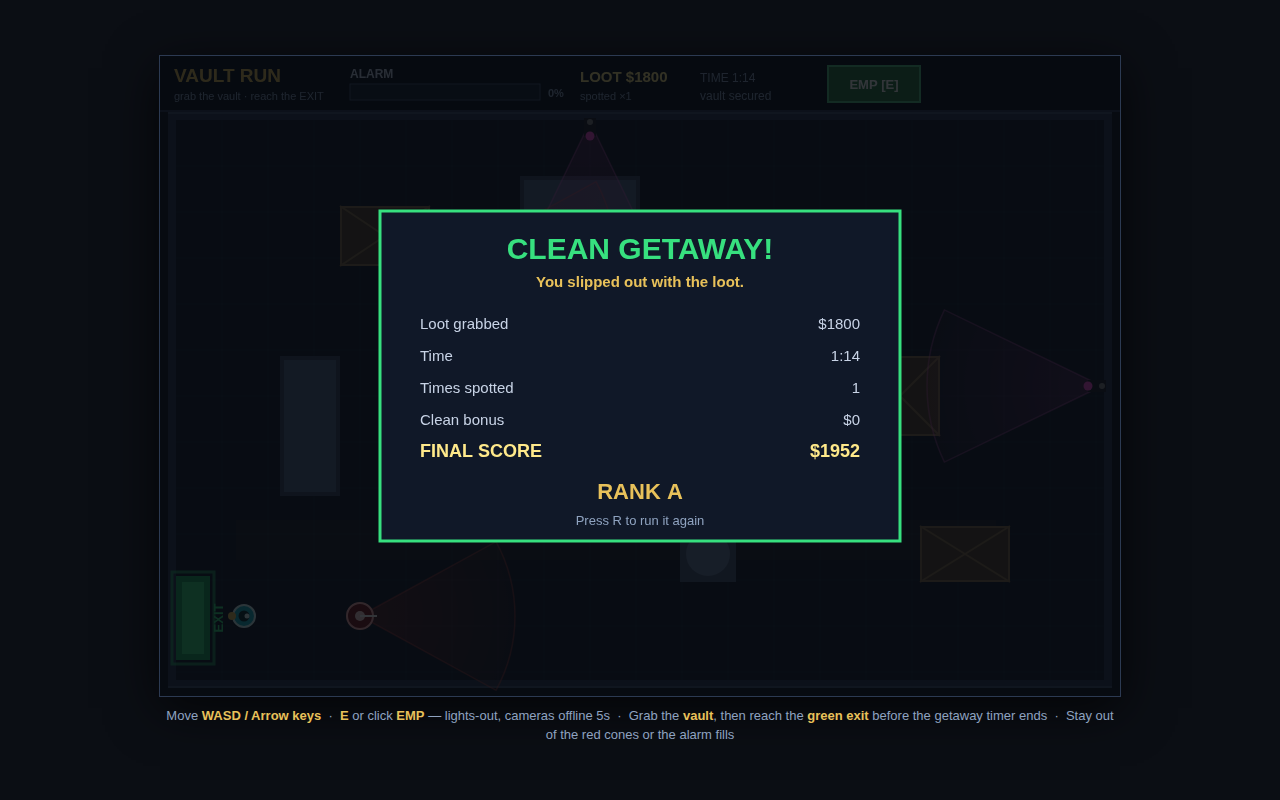 VAULT RUN
grab the vault · reach the EXIT
ALARM
0%
LOOT $1800
spotted ×1
TIME 1:14
vault secured
EMP [E]
CLEAN GETAWAY!
You slipped out with the loot.
Loot grabbed $1800
Time 1:14
Times spotted 1
Clean bonus $0
FINAL SCORE $1952
RANK A
Press R to run it again
EXIT
Move WASD / Arrow keys · E or click EMP — lights-out, cameras offline 5s · Grab the vault, then reach the green exit before the getaway timer ends · Stay out
of the red cones or the alarm fills